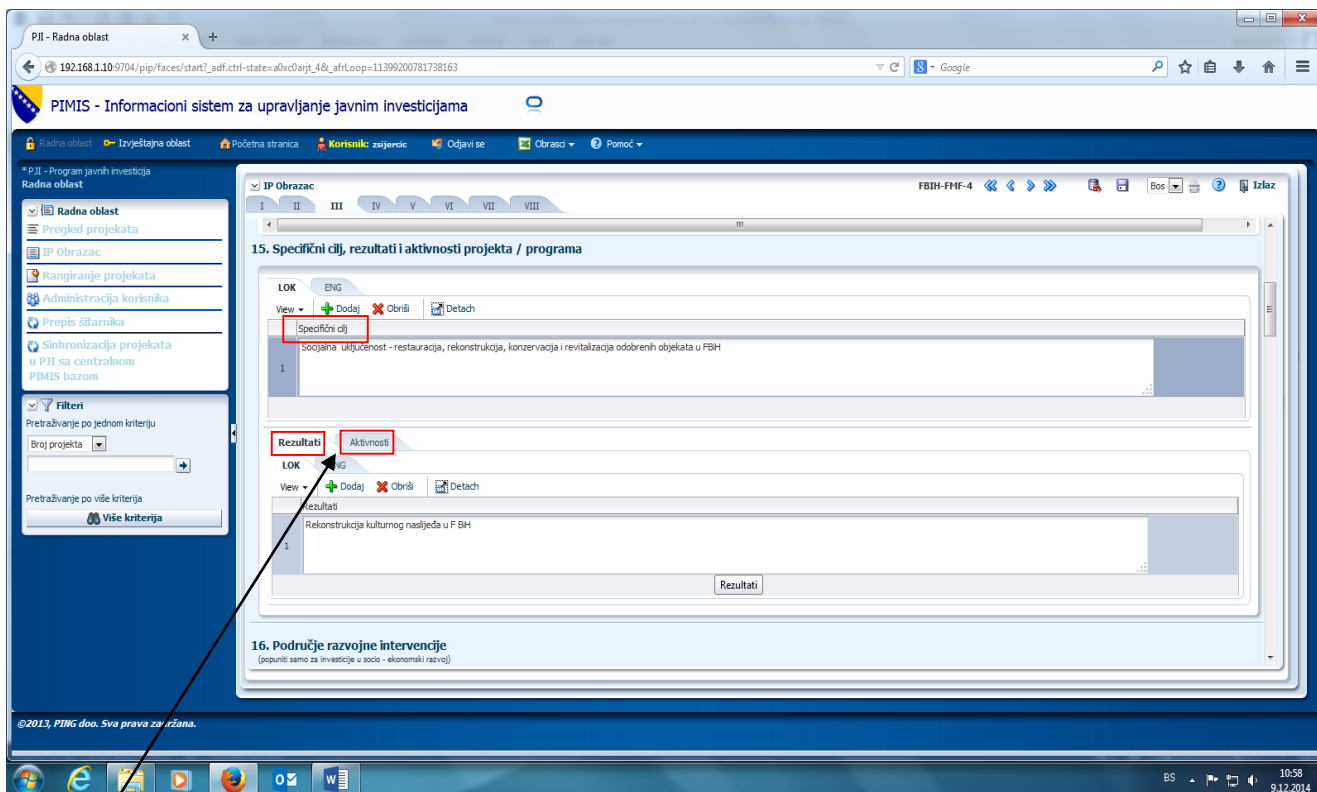 PJI - Radna oblast
192.168.1.10:9704/pip/faces/start?_adf.ctrl-state=a0xc0arjt_4&_afrLoop=11399200781738163
Google
PIMIS - Informacioni sistem za upravljanje javnim investicijama
Radna oblast Izvještajna oblast Početna stranica Korisnik: zsijercic Odjavi se Obrasci Pomoć
* PJI - Program javnih investicija
Radna oblast
Radna oblast
Pregled projekata
IP Obrazac
Rangiranje projekata
Administracija korisnika
Prepis šifarnika
Sinhronizacija projekata
u PJI sa centralnom
PIMIS bazom
Filteri
Pretraživanje po jednom kriteriju
Broj projekta
Pretraživanje po više kriterija
Više kriterija
IP Obrazac FBIH-FMF-4 Bos Izlaz
I II III IV V VI VII VIII
15. Specifični cilj, rezultati i aktivnosti projekta / programa
LOK ENG
View Dodaj Obriši Detach
Specifični cilj
Socijalna uključenost - restauracija, rekonstrukcija, konzervacija i revitalizacija odobrenih objekata u FBiH
1
Rezultati Aktivnosti
LOK ENG
View Dodaj Obriši Detach
Rezultati
Rekonstrukcija kulturnog naslijeđa u F BiH
1
Rezultati
16. Područje razvojne intervencije
(popuniti samo za investicije u socio - ekonomski razvoj)
©2013, PING doo. Sva prava zadržana.
BS 10:58
9.12.2014